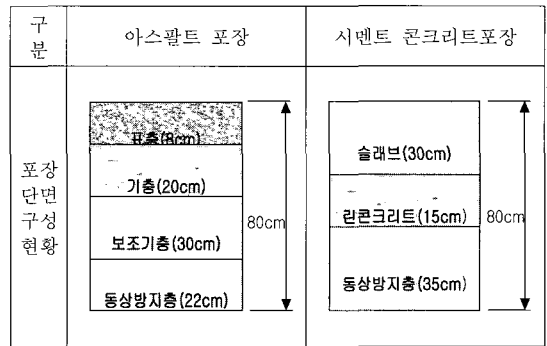 구분
아스팔트 포장
시멘트 콘크리트포장
포장
단면
구성
현황
표층(8cm)
기층(20cm)
보조기층(30cm)
동상방지층(22cm)
80cm
슬래브(30cm)
린콘크리트(15cm)
동상방지층(35cm)
80cm